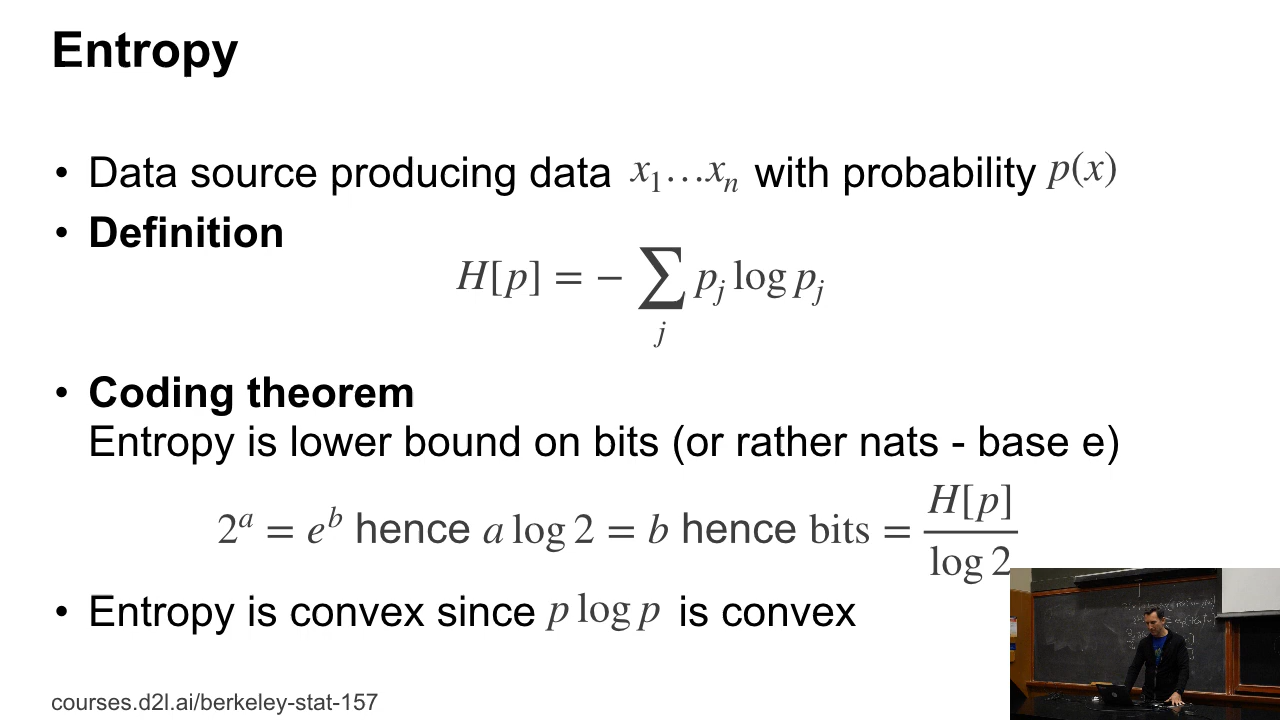 Entropy
• Data source producing data x₁…xₙ with probability p(x)
• Definition
H[p] = − ∑ⱼ pⱼ log pⱼ
• Coding theorem
Entropy is lower bound on bits (or rather nats - base e)
2ᵃ = eᵇ hence a log 2 = b hence bits = H[p] / log 2
• Entropy is convex since p log p is convex
courses.d2l.ai/berkeley-stat-157